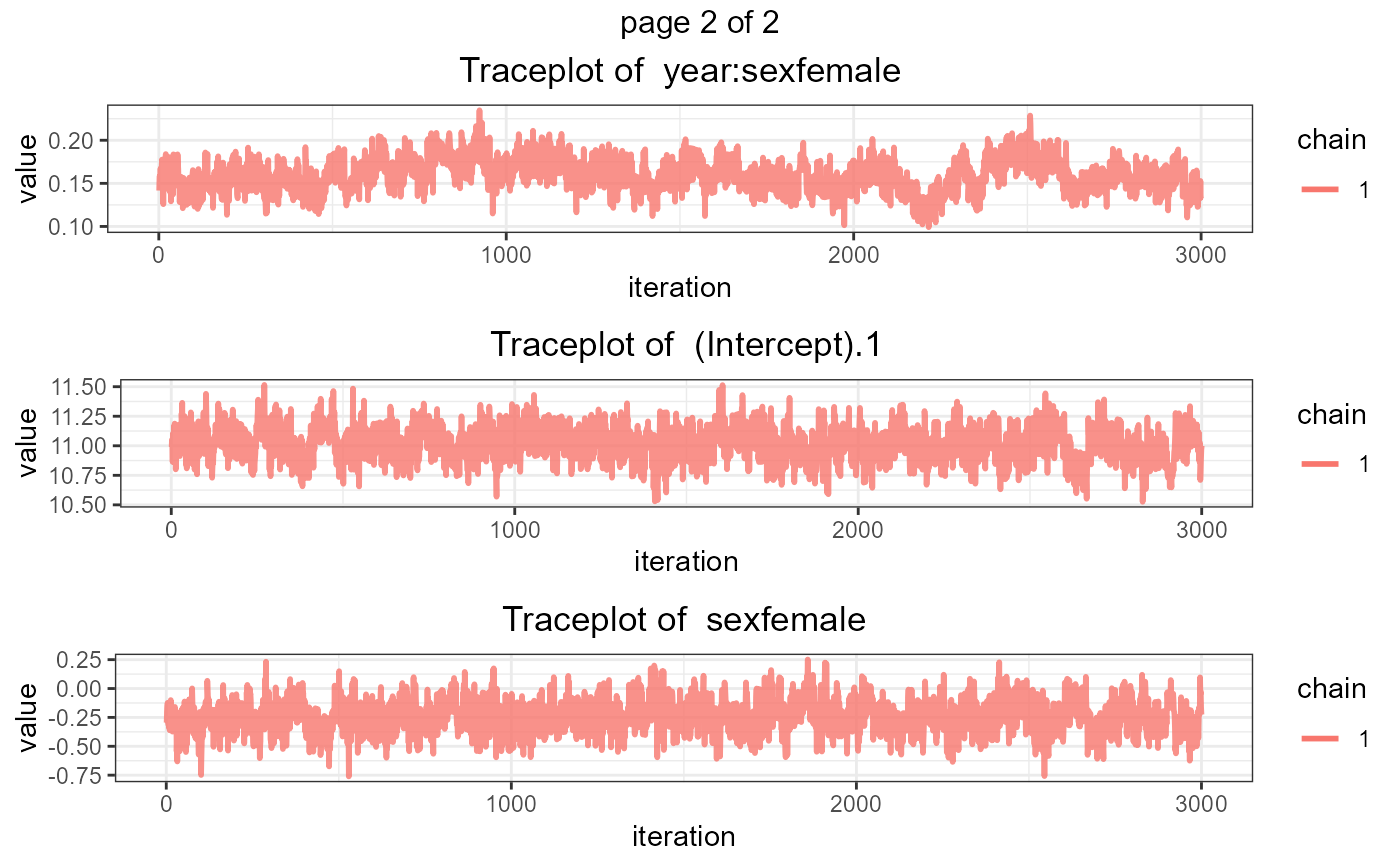 page 2 of 2
Traceplot of  year:sexfemale
value
0.20
0.15
0.10
0
1000
2000
3000
iteration
chain
1
Traceplot of  (Intercept).1
value
11.50
11.25
11.00
10.75
10.50
0
1000
2000
3000
iteration
chain
1
Traceplot of  sexfemale
value
0.25
0.00
-0.25
-0.50
-0.75
0
1000
2000
3000
iteration
chain
1